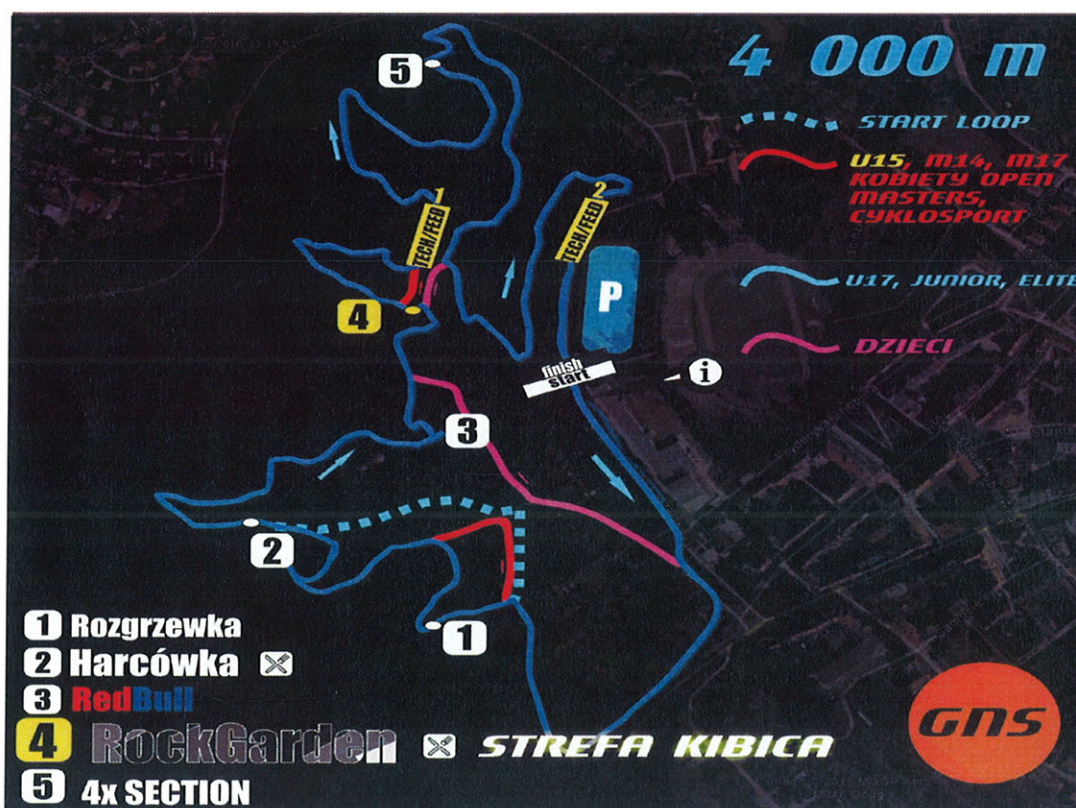 4 000 m
START LOOP
U15, M14, M17
KOBIETY OPEN
MASTERS,
CYKLOSPORT
U17, JUNIOR, ELITE
DZIECI
5
1
TECH/FEED
2
TECH/FEED
P
4
finish
start
i
3
2
1
1 Rozgrzewka
2 Harcówka
3 RedBull
4 RockGarden STREFA KIBICA
5 4x SECTION
GNS